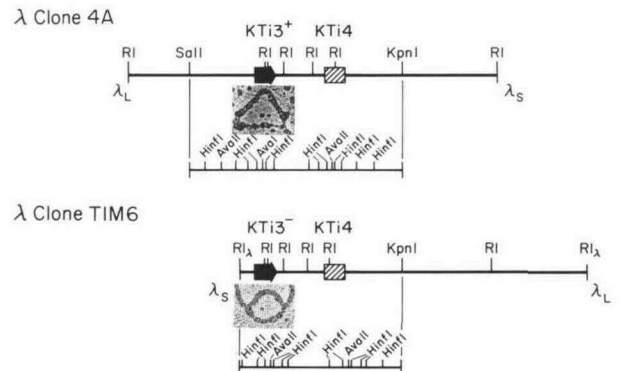 λ Clone 4A
KTi3+ KTi4
RI SalI RI RI RI RI KpnI RI
λL λS
HinfI AvaII HinfI AvaI HinfI HinfI AvaII HinfI HinfI
λ Clone TIM6
KTi3− KTi4
RIλ RI RI RI RI KpnI RI RIλ
λS λL
HinfI HinfI AvaII HinfI HinfI AvaII HinfI HinfI